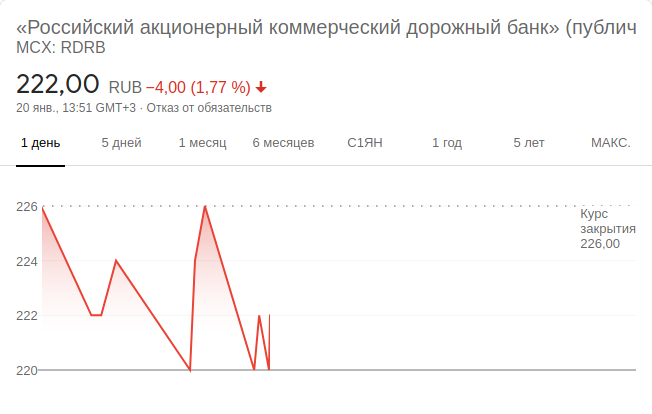 «Российский акционерный коммерческий дорожный банк» (публич
MCX: RDRB
222,00 RUB −4,00 (1,77 %)
20 янв., 13:51 GMT+3 · Отказ от обязательств
1 день 5 дней 1 месяц 6 месяцев С1ЯН 1 год 5 лет МАКС.
226
Курс
закрытия
226,00
224
222
220